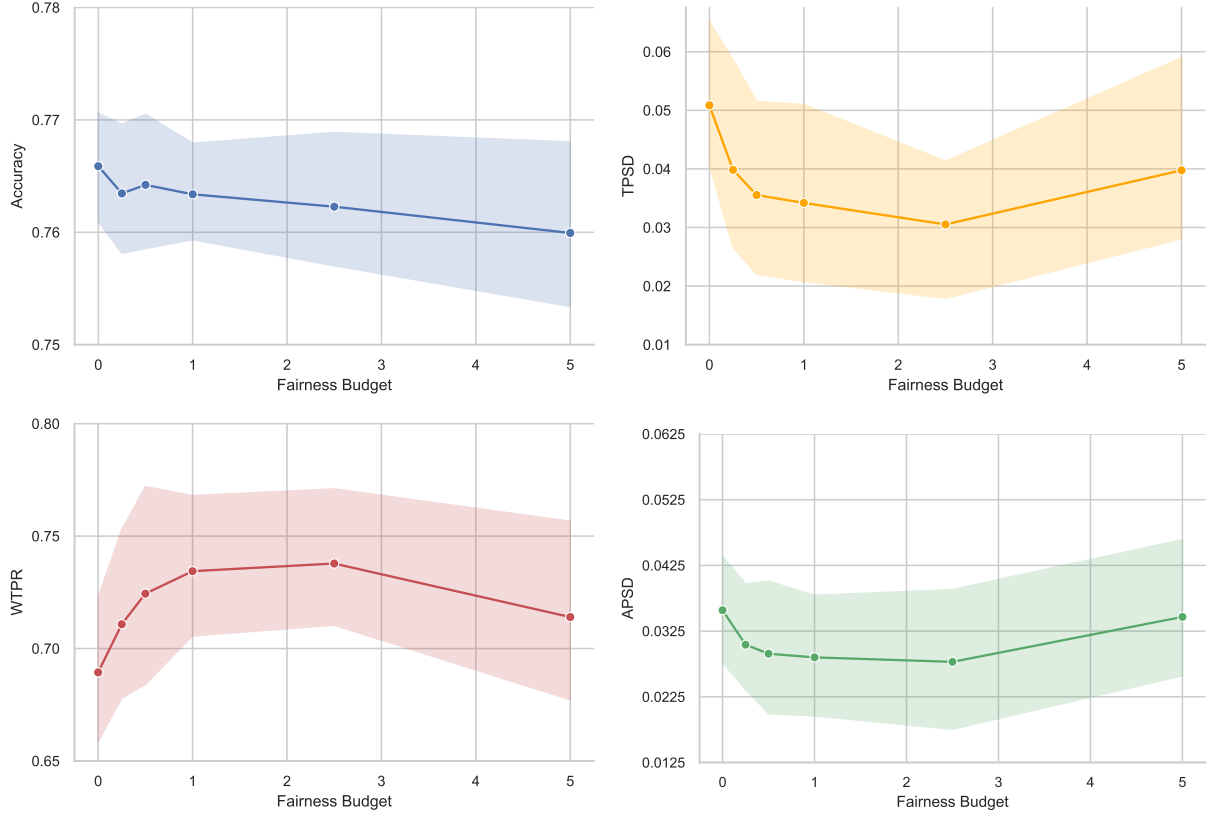 0.78
0.77
0.76
0.75
Accuracy
0 1 2 3 4 5
Fairness Budget
0.06
0.05
0.04
0.03
0.02
0.01
TPSD
0 1 2 3 4 5
Fairness Budget
0.80
0.75
0.70
0.65
WTPR
0 1 2 3 4 5
Fairness Budget
0.0625
0.0525
0.0425
0.0325
0.0225
0.0125
APSD
0 1 2 3 4 5
Fairness Budget